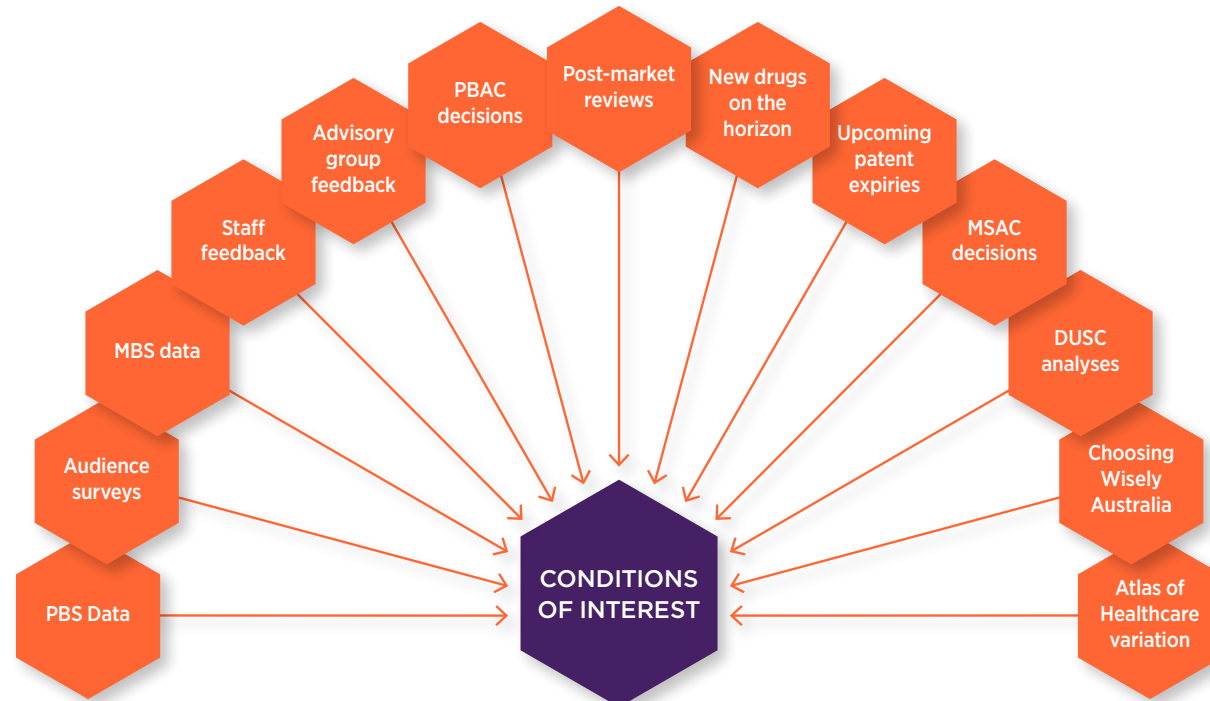 PBS Data
Audience
surveys
MBS data
Staff
feedback
Advisory
group
feedback
PBAC
decisions
Post-market
reviews
New drugs
on the
horizon
Upcoming
patent
expiries
MSAC
decisions
DUSC
analyses
Choosing
Wisely
Australia
Atlas of
Healthcare
variation
CONDITIONS
OF INTEREST